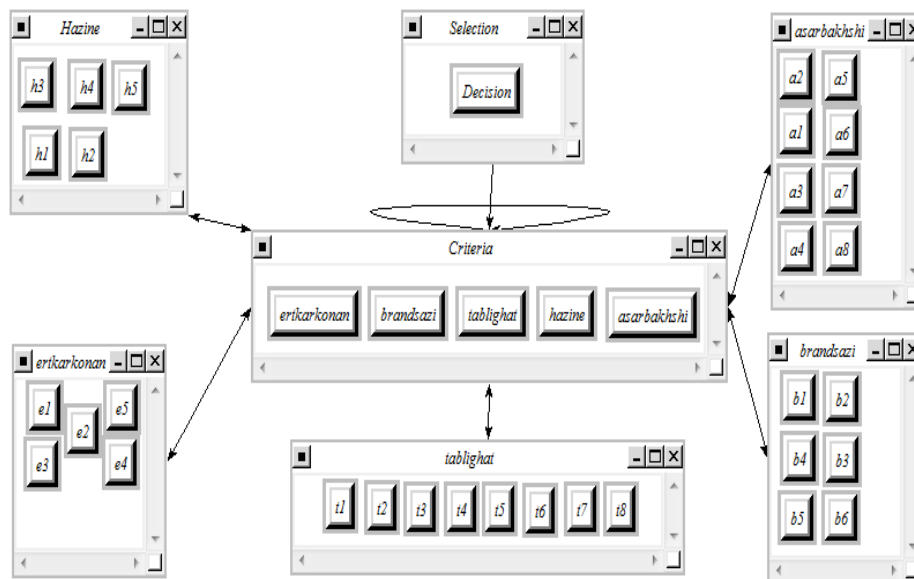 Hazine
h3 h4 h5
h1 h2
Selection
Decision
asarbakhshi
a2 a5
a1 a6
a3 a7
a4 a8
Criteria
ertkarkonan brandsazi tablighat hazine asarbakhshi
ertkarkonan
e1 e5
e2
e3 e4
tablighat
t1 t2 t3 t4 t5 t6 t7 t8
brandsazi
b1 b2
b4 b3
b5 b6